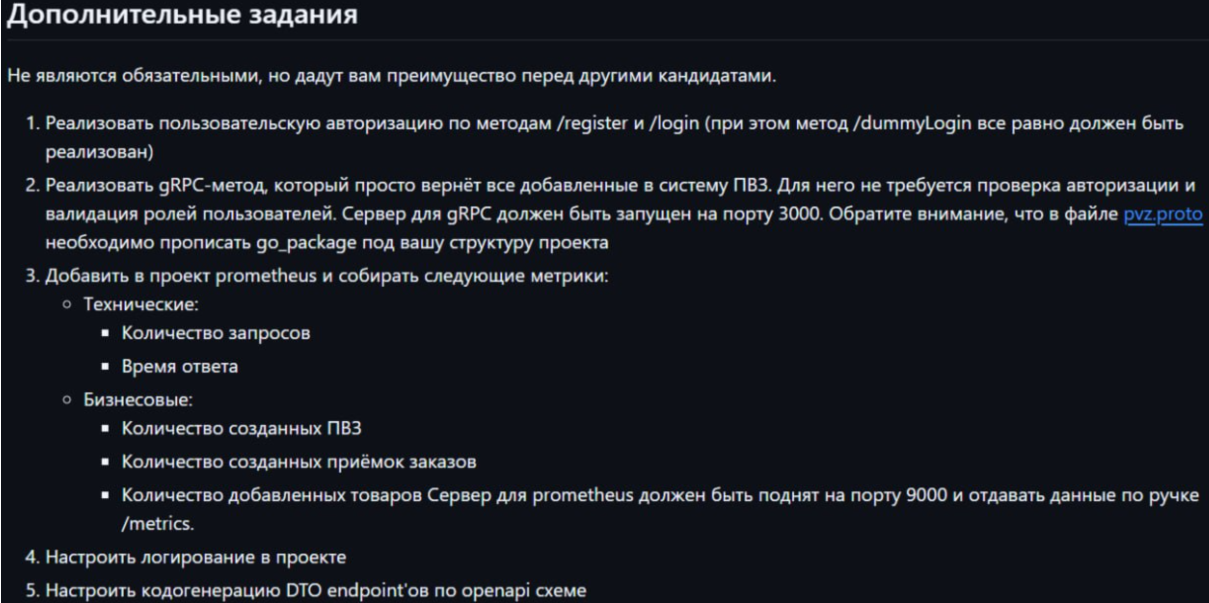 Дополнительные задания
Не являются обязательными, но дадут вам преимущество перед другими кандидатами.
1. Реализовать пользовательскую авторизацию по методам /register и /login (при этом метод /dummyLogin все равно должен быть
реализован)
2. Реализовать gRPC-метод, который просто вернёт все добавленные в систему ПВЗ. Для него не требуется проверка авторизации и
валидация ролей пользователей. Сервер для gRPC должен быть запущен на порту 3000. Обратите внимание, что в файле pvz.proto
необходимо прописать go_package под вашу структуру проекта
3. Добавить в проект prometheus и собирать следующие метрики:
○ Технические:
▪ Количество запросов
▪ Время ответа
○ Бизнесовые:
▪ Количество созданных ПВЗ
▪ Количество созданных приёмок заказов
▪ Количество добавленных товаров Сервер для prometheus должен быть поднят на порту 9000 и отдавать данные по ручке
/metrics.
4. Настроить логирование в проекте
5. Настроить кодогенерацию DTO endpoint'ов по openapi схеме